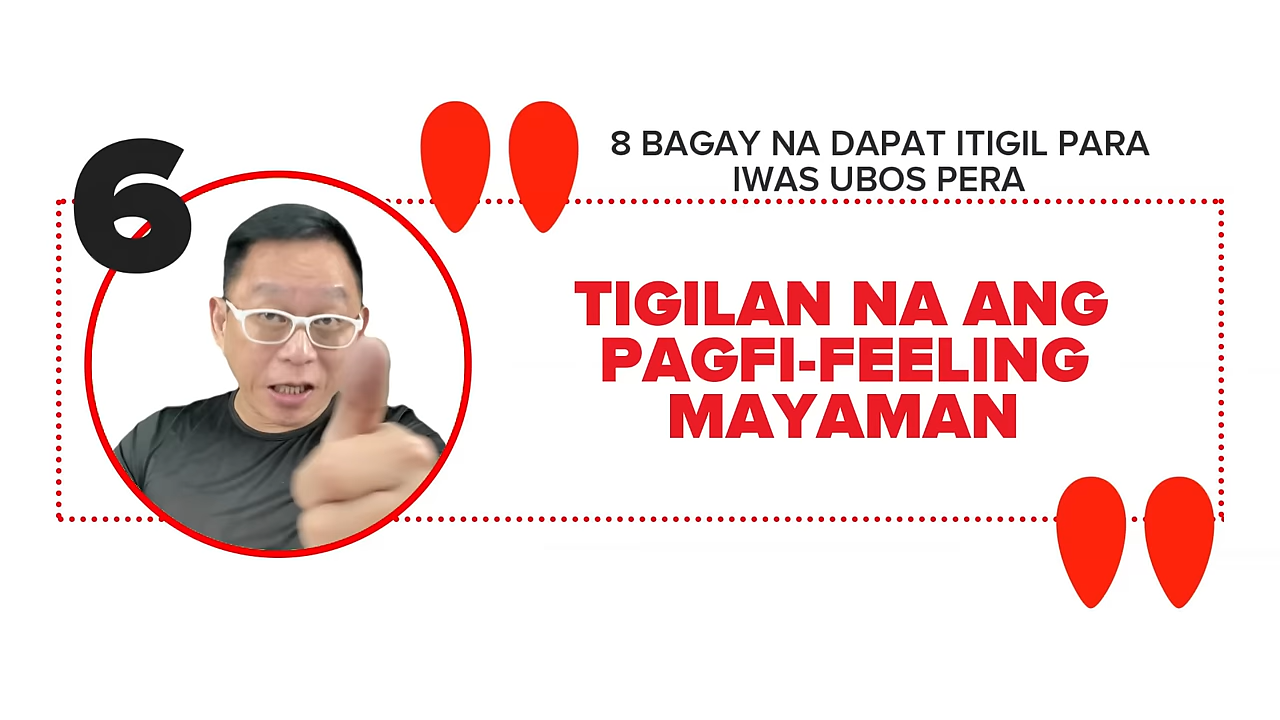 6
8 BAGAY NA DAPAT ITIGIL PARA
IWAS UBOS PERA
TIGILAN NA ANG
PAGFI-FEELING
MAYAMAN